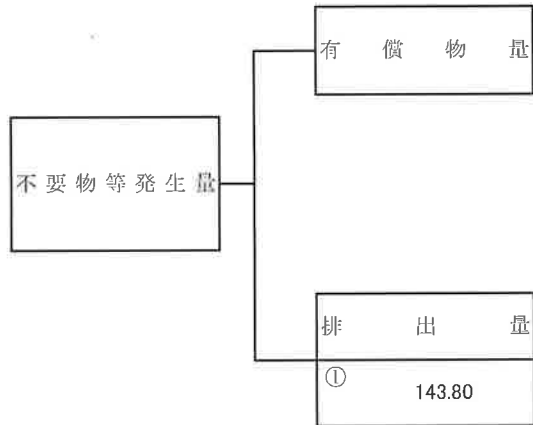 有償物量
不要物等発生量
排出量
①
143.80